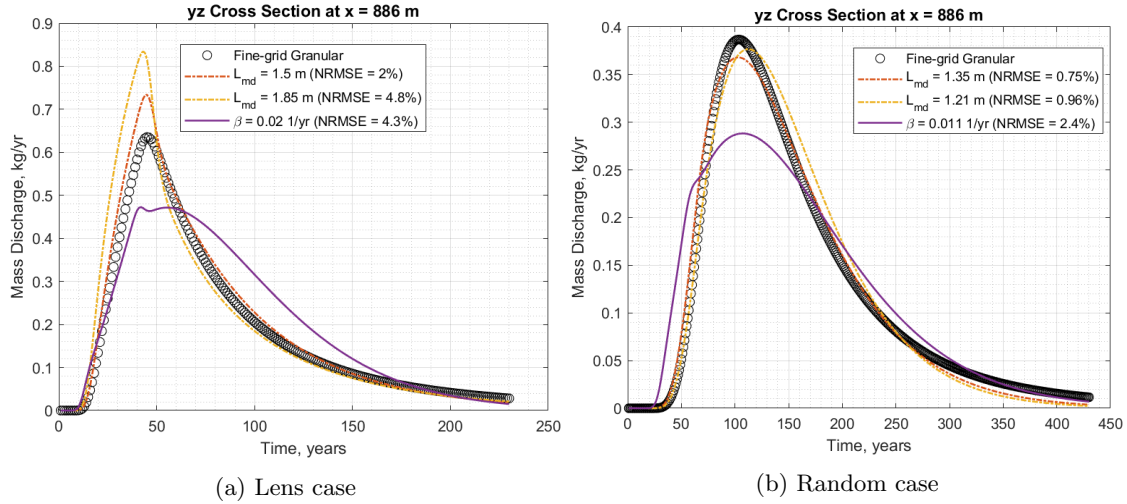 yz Cross Section at x = 886 m
Fine-grid Granular
L_md = 1.5 m (NRMSE = 2%)
L_md = 1.85 m (NRMSE = 4.8%)
β = 0.02 1/yr (NRMSE = 4.3%)
Mass Discharge, kg/yr
0.9
0.8
0.7
0.6
0.5
0.4
0.3
0.2
0.1
0
0 50 100 150 200 250
Time, years
(a) Lens case
yz Cross Section at x = 886 m
Fine-grid Granular
L_md = 1.35 m (NRMSE = 0.75%)
L_md = 1.21 m (NRMSE = 0.96%)
β = 0.011 1/yr (NRMSE = 2.4%)
Mass Discharge, kg/yr
0.4
0.35
0.3
0.25
0.2
0.15
0.1
0.05
0
0 50 100 150 200 250 300 350 400 450
Time, years
(b) Random case